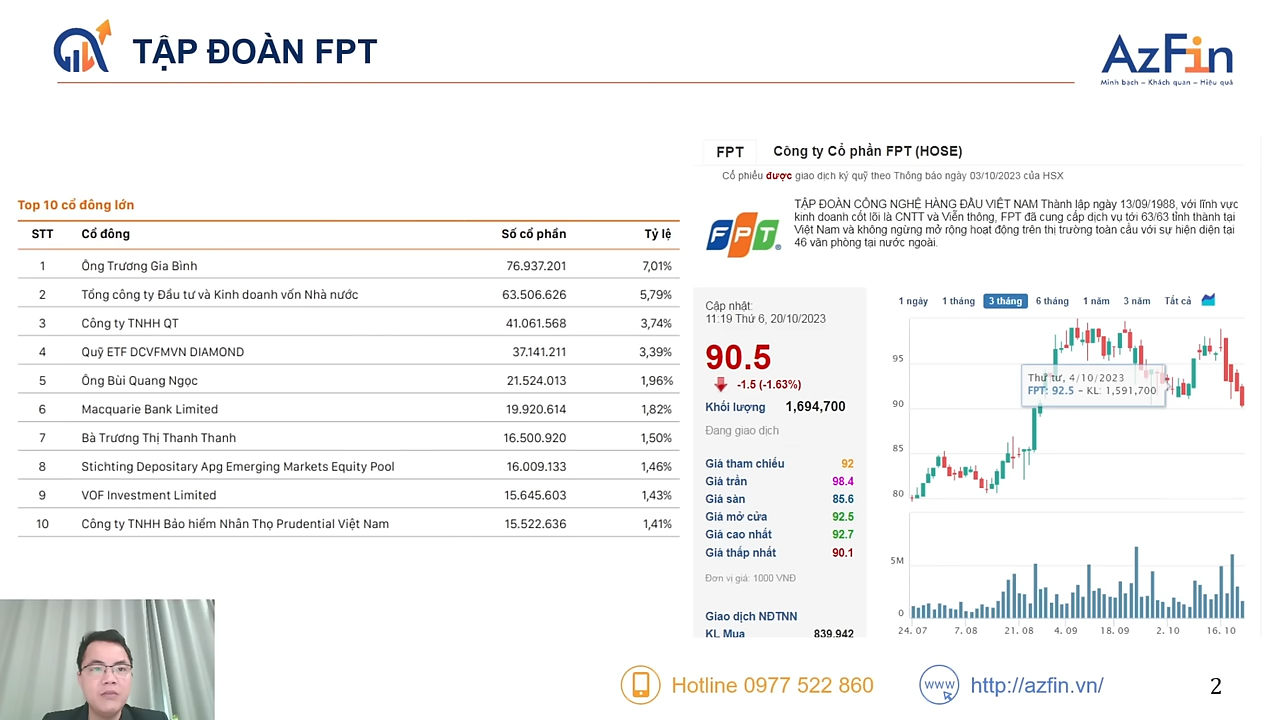 TẬP ĐOÀN FPT
AzFin
Minh bạch – Khách quan – Hiệu quả
Top 10 cổ đông lớn
STT Cổ đông Số cổ phần Tỷ lệ
1 Ông Trương Gia Bình 76.937.201 7,01%
2 Tổng công ty Đầu tư và Kinh doanh vốn Nhà nước 63.506.626 5,79%
3 Công ty TNHH QT 41.061.568 3,74%
4 Quỹ ETF DCVFMVN DIAMOND 37.141.211 3,39%
5 Ông Bùi Quang Ngọc 21.524.013 1,96%
6 Macquarie Bank Limited 19.920.614 1,82%
7 Bà Trương Thị Thanh Thanh 16.500.920 1,50%
8 Stichting Depositary Apg Emerging Markets Equity Pool 16.009.133 1,46%
9 VOF Investment Limited 15.645.603 1,43%
10 Công ty TNHH Bảo hiểm Nhân Thọ Prudential Việt Nam 15.522.636 1,41%
FPT Công ty Cổ phần FPT (HOSE)
Cổ phiếu được giao dịch ký quỹ theo Thông báo ngày 03/10/2023 của HSX
FPT
TẬP ĐOÀN CÔNG NGHỆ HÀNG ĐẦU VIỆT NAM Thành lập ngày 13/09/1988, với lĩnh vực
kinh doanh cốt lõi là CNTT và Viễn thông, FPT đã cung cấp dịch vụ tới 63/63 tỉnh thành tại
Việt Nam và không ngừng mở rộng hoạt động trên thị trường toàn cầu với sự hiện diện tại
46 văn phòng tại nước ngoài.
Cập nhật:
11:19 Thứ 6, 20/10/2023
90.5
-1.5 (-1.63%)
Khối lượng 1,694,700
Đang giao dịch
Giá tham chiếu 92
Giá trần 98.4
Giá sàn 85.6
Giá mở cửa 92.5
Giá cao nhất 92.7
Giá thấp nhất 90.1
Đơn vị giá: 1000 VNĐ
Giao dịch NĐTNN
KL Mua 839,942
1 ngày 1 tháng 3 tháng 6 tháng 1 năm 3 năm Tất cả
95
90
85
80
Thứ tư, 4/10/2023
FPT: 92.5 – KL: 1,591,700
5M
0
24. 07 7. 08 21. 08 4. 09 18. 09 2. 10 16. 10
Hotline 0977 522 860
www http://azfin.vn/
2